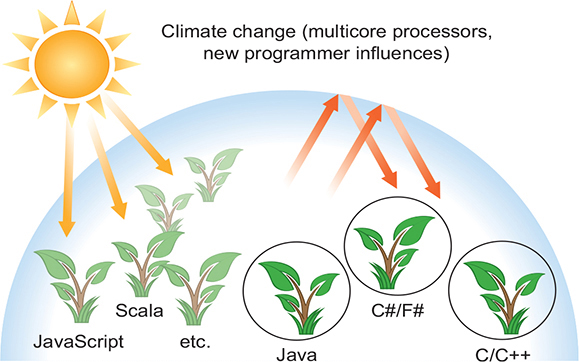 Climate change (multicore processors,
new programmer influences)
Scala
JavaScript
etc.
Java
C#/F#
C/C++